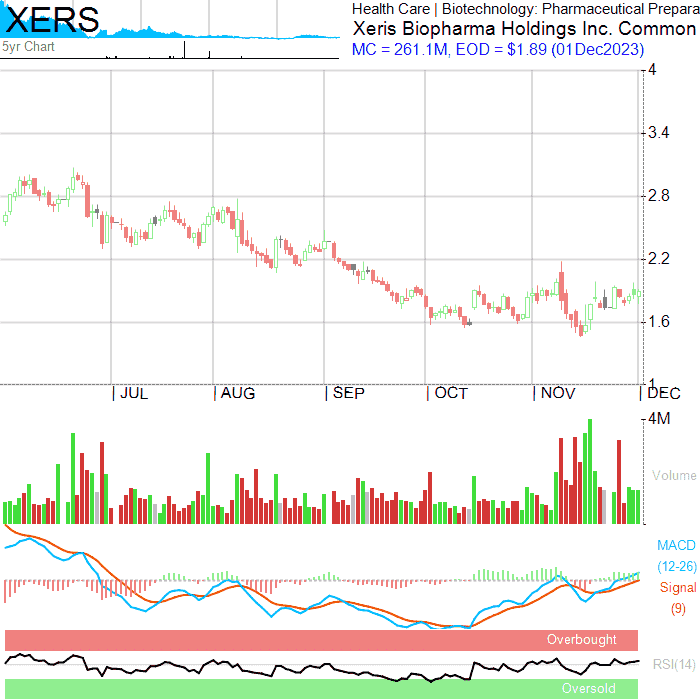 XERS
5yr Chart
Health Care | Biotechnology: Pharmaceutical Prepara
Xeris Biopharma Holdings Inc. Common
MC = 261.1M, EOD = $1.89 (01Dec2023)
4
3.4
2.8
2.2
1.6
1
JUL
AUG
SEP
OCT
NOV
DEC
4M
Volume
MACD
(12-26)
Signal
(9)
Overbought
RSI(14)
Oversold